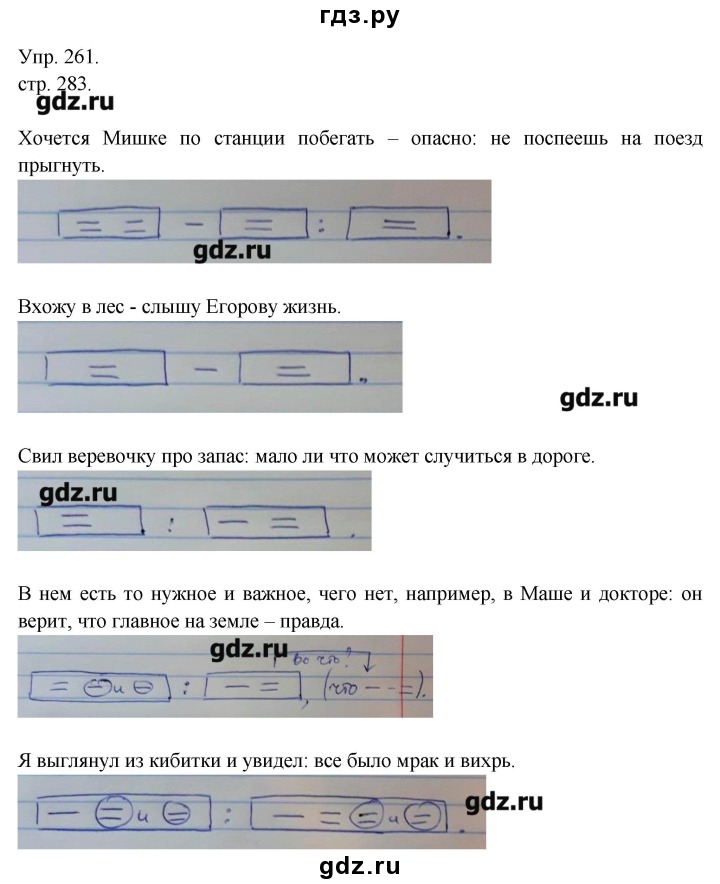 гдз.ру
Упр. 261.
стр. 283.
gdz.ru
Хочется Мишке по станции побегать – опасно: не поспеешь на поезд
прыгнуть.
gdz.ru
Вхожу в лес - слышу Егорову жизнь.
gdz.ru
Свил веревочку про запас: мало ли что может случиться в дороге.
gdz.ru
В нем есть то нужное и важное, чего нет, например, в Маше и докторе: он
верит, что главное на земле – правда.
gdz.ru
во что?
и : , (что – - =).
Я выглянул из кибитки и увидел: все было мрак и вихрь.
gdz.ru
и : и .
gdz.ru